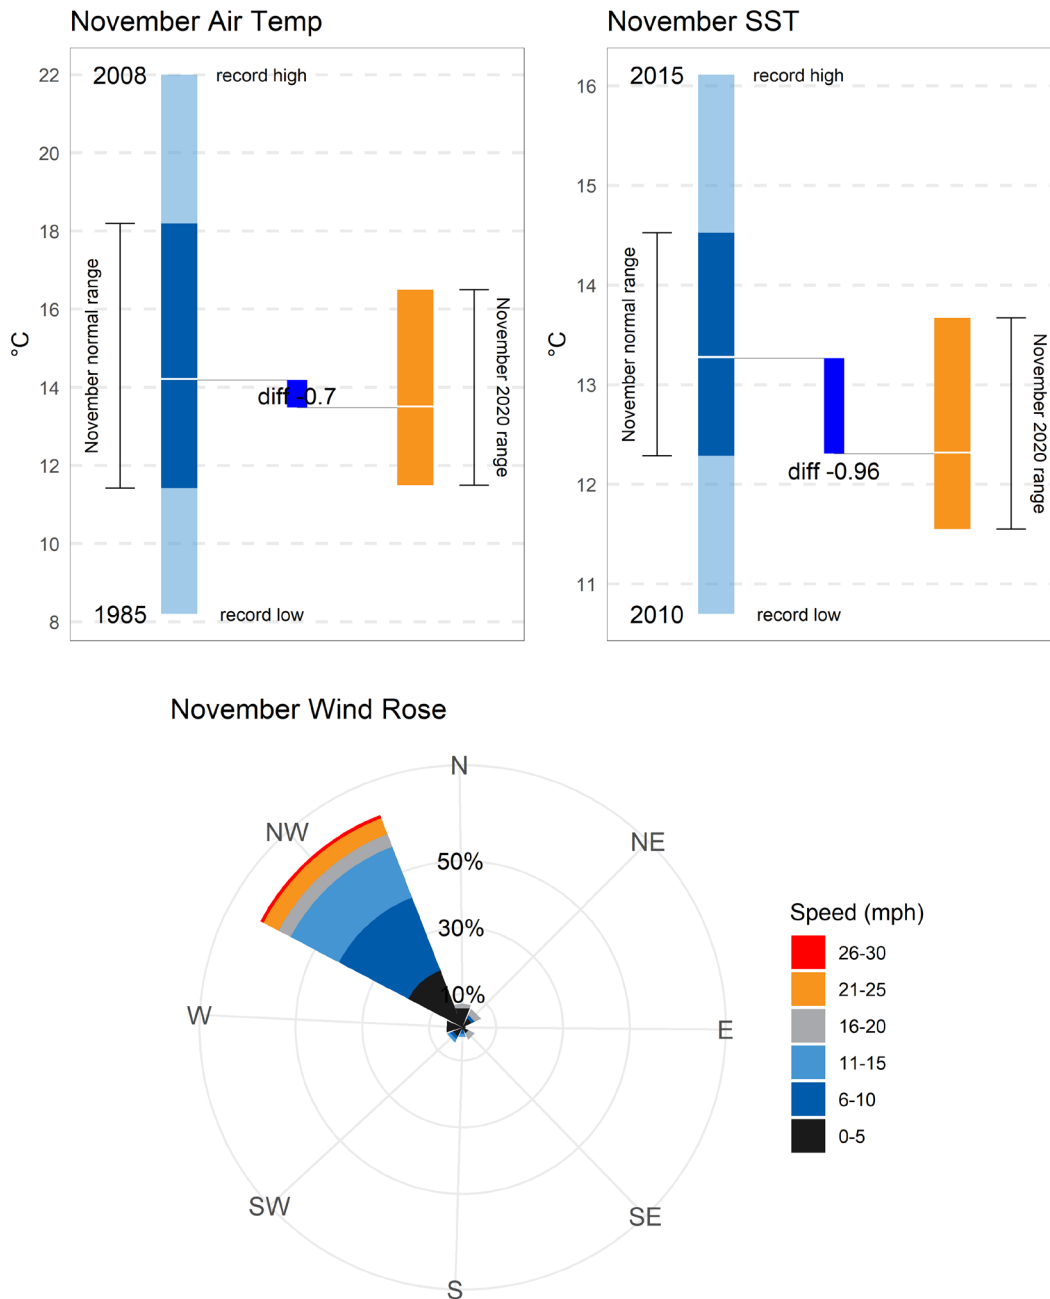 November Air Temp
22
20
18
16
14
12
10
8
°C
2008
record high
November normal range
diff -0.7
November 2020 range
1985
record low
November SST
16
15
14
13
12
11
°C
2015
record high
November normal range
diff -0.96
November 2020 range
2010
record low
November Wind Rose
N
NW
NE
50%
30%
10%
W
E
SW
SE
S
Speed (mph)
26-30
21-25
16-20
11-15
6-10
0-5